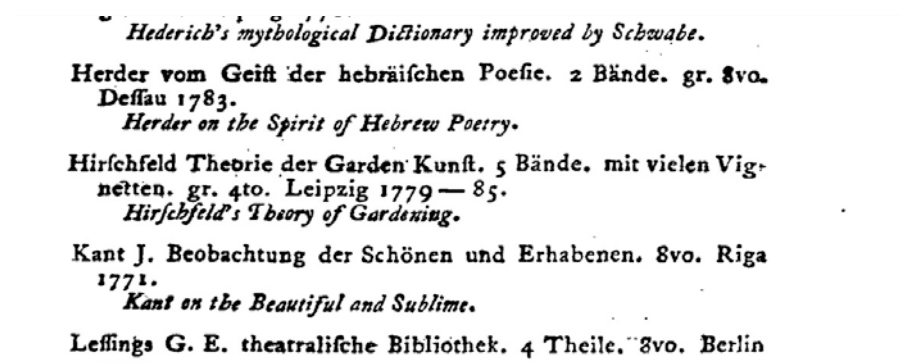 Hederich's mythological Dictionary improved by Schwabe.
Herder vom Geiſt der hebräiſchen Poeſie. 2 Bände. gr. 8vo.
Deſſau 1783.
Herder on the Spirit of Hebrew Poetry.
Hirſchfeld Theorie der Garden Kunſt. 5 Bände. mit vielen Vig-
netten. gr. 4to. Leipzig 1779 — 85.
Hirſchfeld's Theory of Gardening.
Kant J. Beobachtung der Schönen und Erhabenen. 8vo. Riga
1771.
Kant on the Beautiful and Sublime.
Leſſings G. E. theatraliſche Bibliothek. 4 Theile. 8vo. Berlin